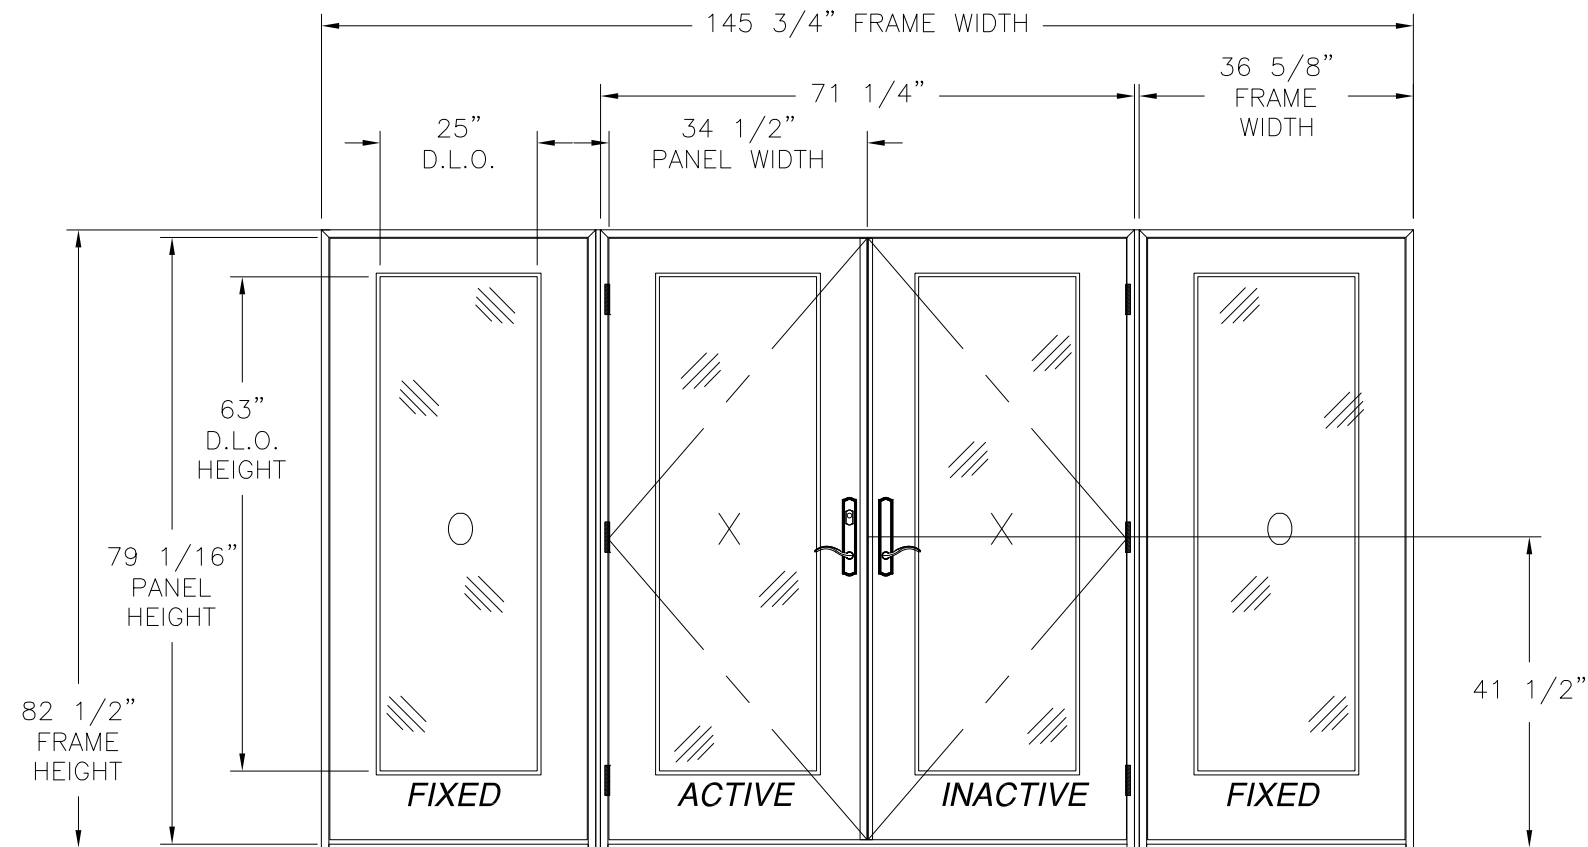 145 3/4” FRAME WIDTH
36 5/8”
FRAME
WIDTH
71 1/4”
25”
D.L.O.
34 1/2”
PANEL WIDTH
63”
D.L.O.
HEIGHT
79 1/16”
PANEL
HEIGHT
82 1/2”
FRAME
HEIGHT
O
X
X
O
41 1/2”
FIXED
ACTIVE
INACTIVE
FIXED